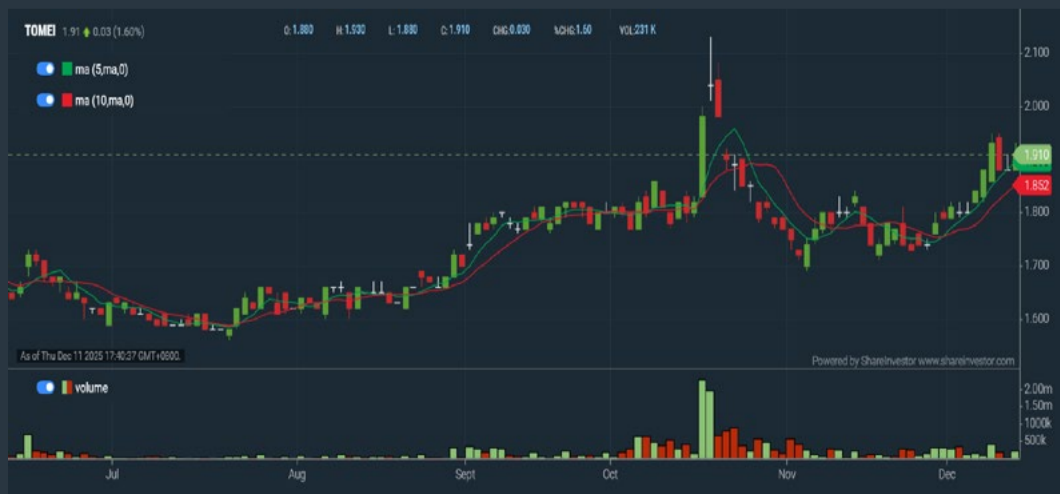 TOMEI 1.91 0.03 (1.60%) O: 1.880 H: 1.930 L: 1.880 C: 1.910 CHG:0.030 %CHG:1.60 VOL:231 K
ma (5,ma,0)
ma (10,ma,0)
2.100
2.000
1.910
1.852
1.800
1.700
1.600
As of Thu Dec 11 2025 17:40:37 GMT+0800.
Powered by ShareInvestor www.shareinvestor.com
volume
2.00m
1.50m
1000k
500k
Jul Aug Sept Oct Nov Dec